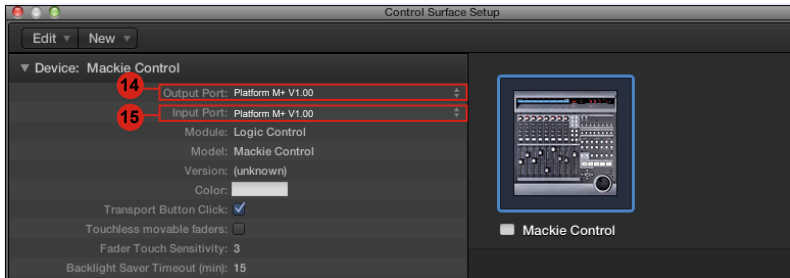 Control Surface Setup
Edit New
Device: Mackie Control
14 Output Port: Platform M+ V1.00
15 Input Port: Platform M+ V1.00
Module: Logic Control
Model: Mackie Control
Version: (unknown)
Color:
Transport Button Click:
Touchless movable faders:
Fader Touch Sensitivity: 3
Backlight Saver Timeout (min): 15
Mackie Control